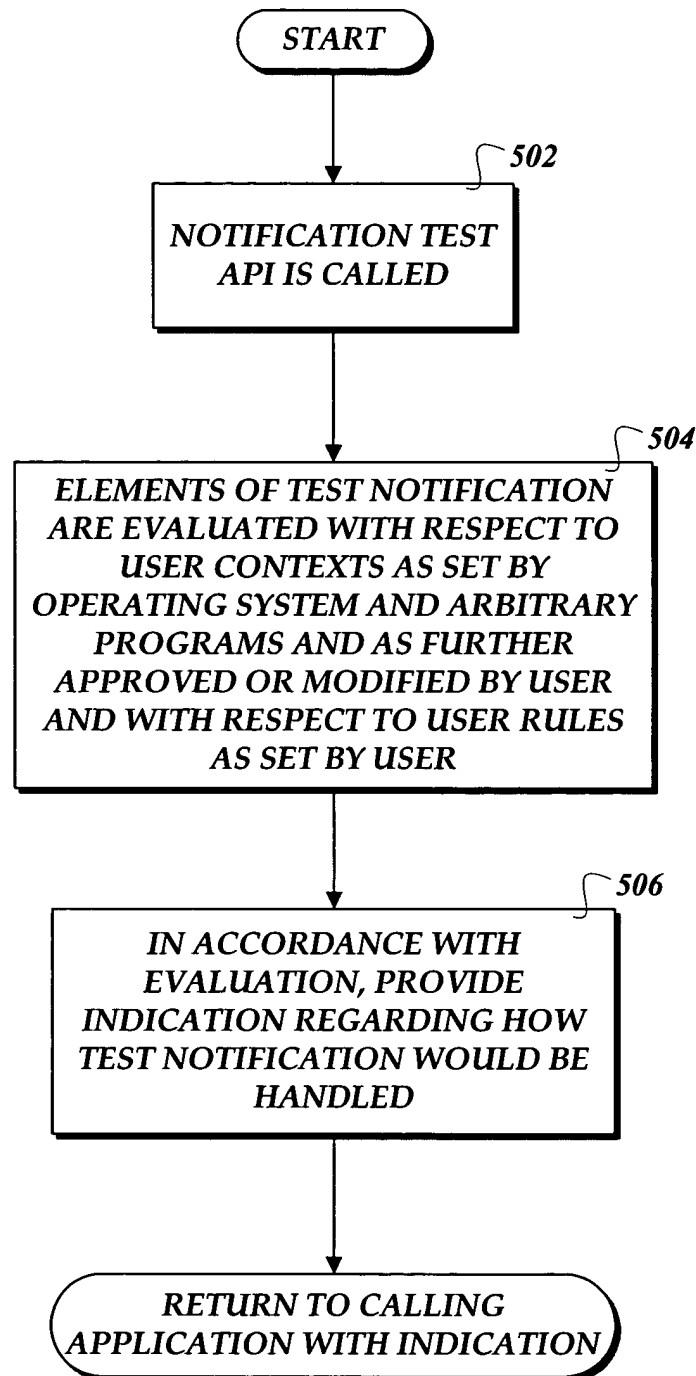 START
502
NOTIFICATION TEST
API IS CALLED
504
ELEMENTS OF TEST NOTIFICATION
ARE EVALUATED WITH RESPECT TO
USER CONTEXTS AS SET BY
OPERATING SYSTEM AND ARBITRARY
PROGRAMS AND AS FURTHER
APPROVED OR MODIFIED BY USER
AND WITH RESPECT TO USER RULES
AS SET BY USER
506
IN ACCORDANCE WITH
EVALUATION, PROVIDE
INDICATION REGARDING HOW
TEST NOTIFICATION WOULD BE
HANDLED
RETURN TO CALLING
APPLICATION WITH INDICATION